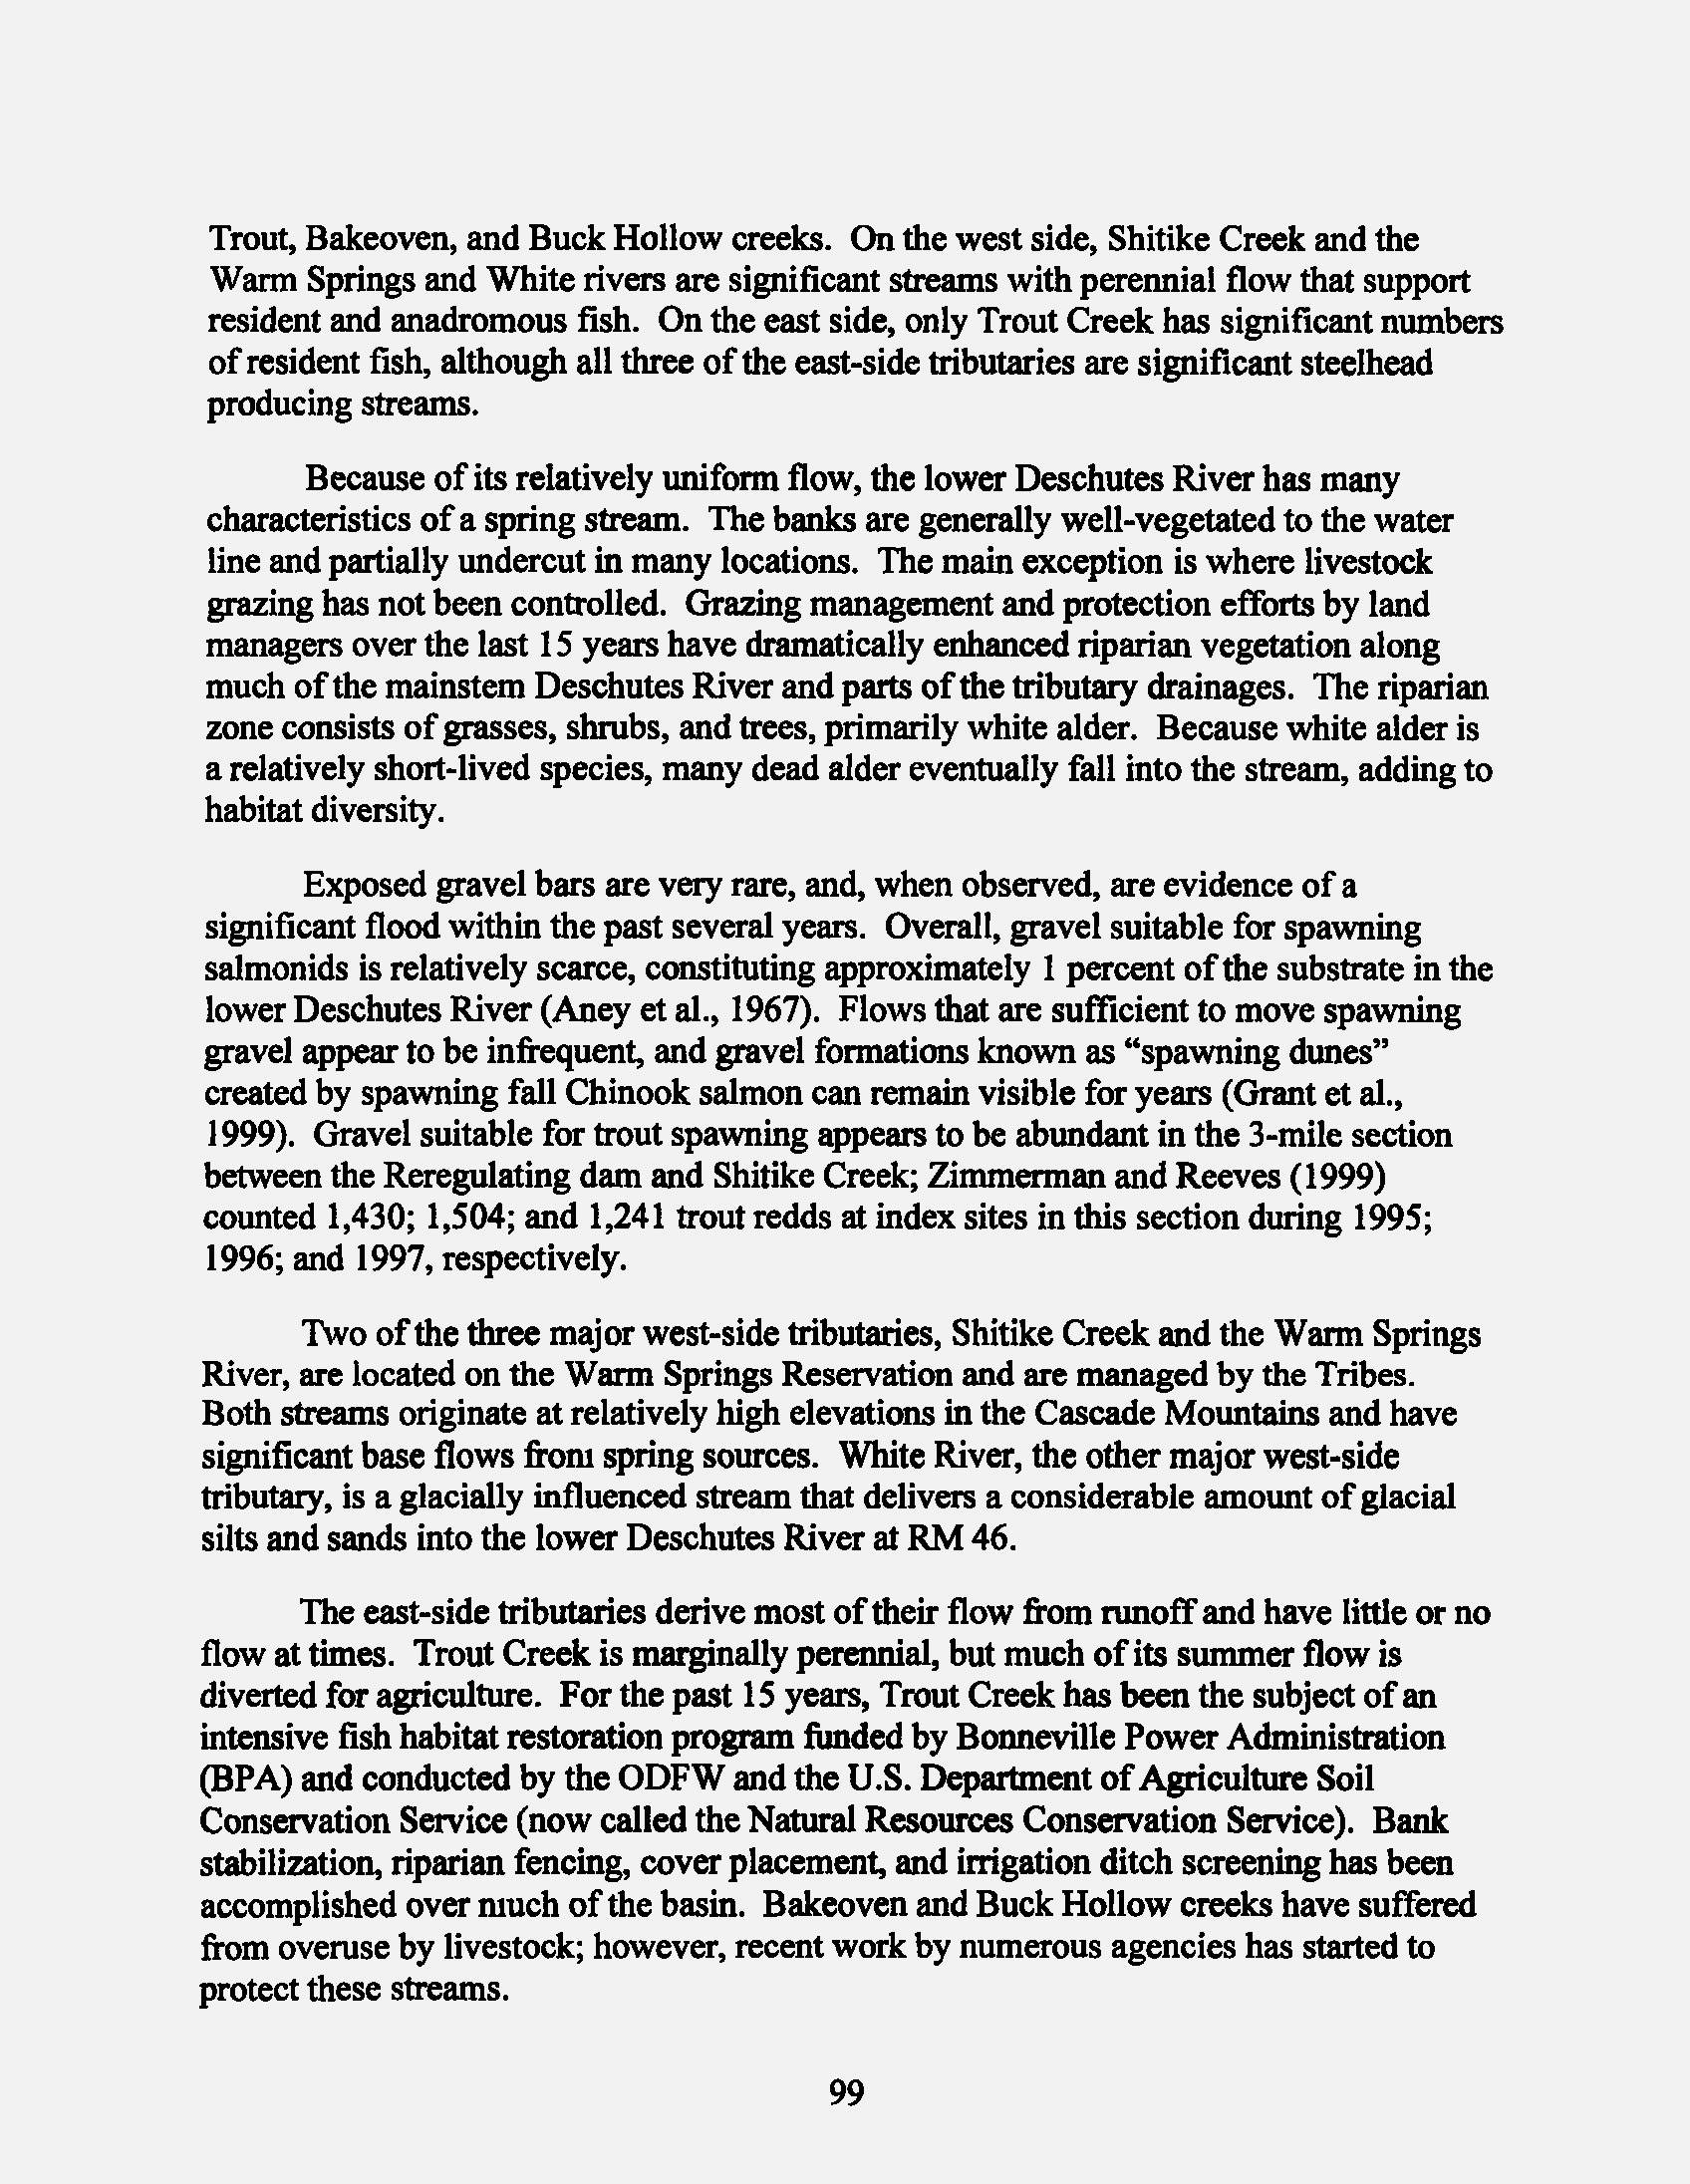 Trout, Bakeoven, and Buck Hollow creeks.  On the west side, Shitike Creek and the
Warm Springs and White rivers are significant streams with perennial flow that support
resident and anadromous fish.  On the east side, only Trout Creek has significant numbers
of resident fish, although all three of the east-side tributaries are significant steelhead
producing streams.
Because of its relatively uniform flow, the lower Deschutes River has many
characteristics of a spring stream.  The banks are generally well-vegetated to the water
line and partially undercut in many locations.  The main exception is where livestock
grazing has not been controlled.  Grazing management and protection efforts by land
managers over the last 15 years have dramatically enhanced riparian vegetation along
much of the mainstem Deschutes River and parts of the tributary drainages.  The riparian
zone consists of grasses, shrubs, and trees, primarily white alder.  Because white alder is
a relatively short-lived species, many dead alder eventually fall into the stream, adding to
habitat diversity.
Exposed gravel bars are very rare, and, when observed, are evidence of a
significant flood within the past several years.  Overall, gravel suitable for spawning
salmonids is relatively scarce, constituting approximately 1 percent of the substrate in the
lower Deschutes River (Aney et al., 1967).  Flows that are sufficient to move spawning
gravel appear to be infrequent, and gravel formations known as “spawning dunes”
created by spawning fall Chinook salmon can remain visible for years (Grant et al.,
1999).  Gravel suitable for trout spawning appears to be abundant in the 3-mile section
between the Reregulating dam and Shitike Creek; Zimmerman and Reeves (1999)
counted 1,430; 1,504; and 1,241 trout redds at index sites in this section during 1995;
1996; and 1997, respectively.
Two of the three major west-side tributaries, Shitike Creek and the Warm Springs
River, are located on the Warm Springs Reservation and are managed by the Tribes.
Both streams originate at relatively high elevations in the Cascade Mountains and have
significant base flows from spring sources.  White River, the other major west-side
tributary, is a glacially influenced stream that delivers a considerable amount of glacial
silts and sands into the lower Deschutes River at RM 46.
The east-side tributaries derive most of their flow from runoff and have little or no
flow at times.  Trout Creek is marginally perennial, but much of its summer flow is
diverted for agriculture.  For the past 15 years, Trout Creek has been the subject of an
intensive fish habitat restoration program funded by Bonneville Power Administration
(BPA) and conducted by the ODFW and the U.S. Department of Agriculture Soil
Conservation Service (now called the Natural Resources Conservation Service).  Bank
stabilization, riparian fencing, cover placement, and irrigation ditch screening has been
accomplished over much of the basin.  Bakeoven and Buck Hollow creeks have suffered
from overuse by livestock; however, recent work by numerous agencies has started to
protect these streams.
99